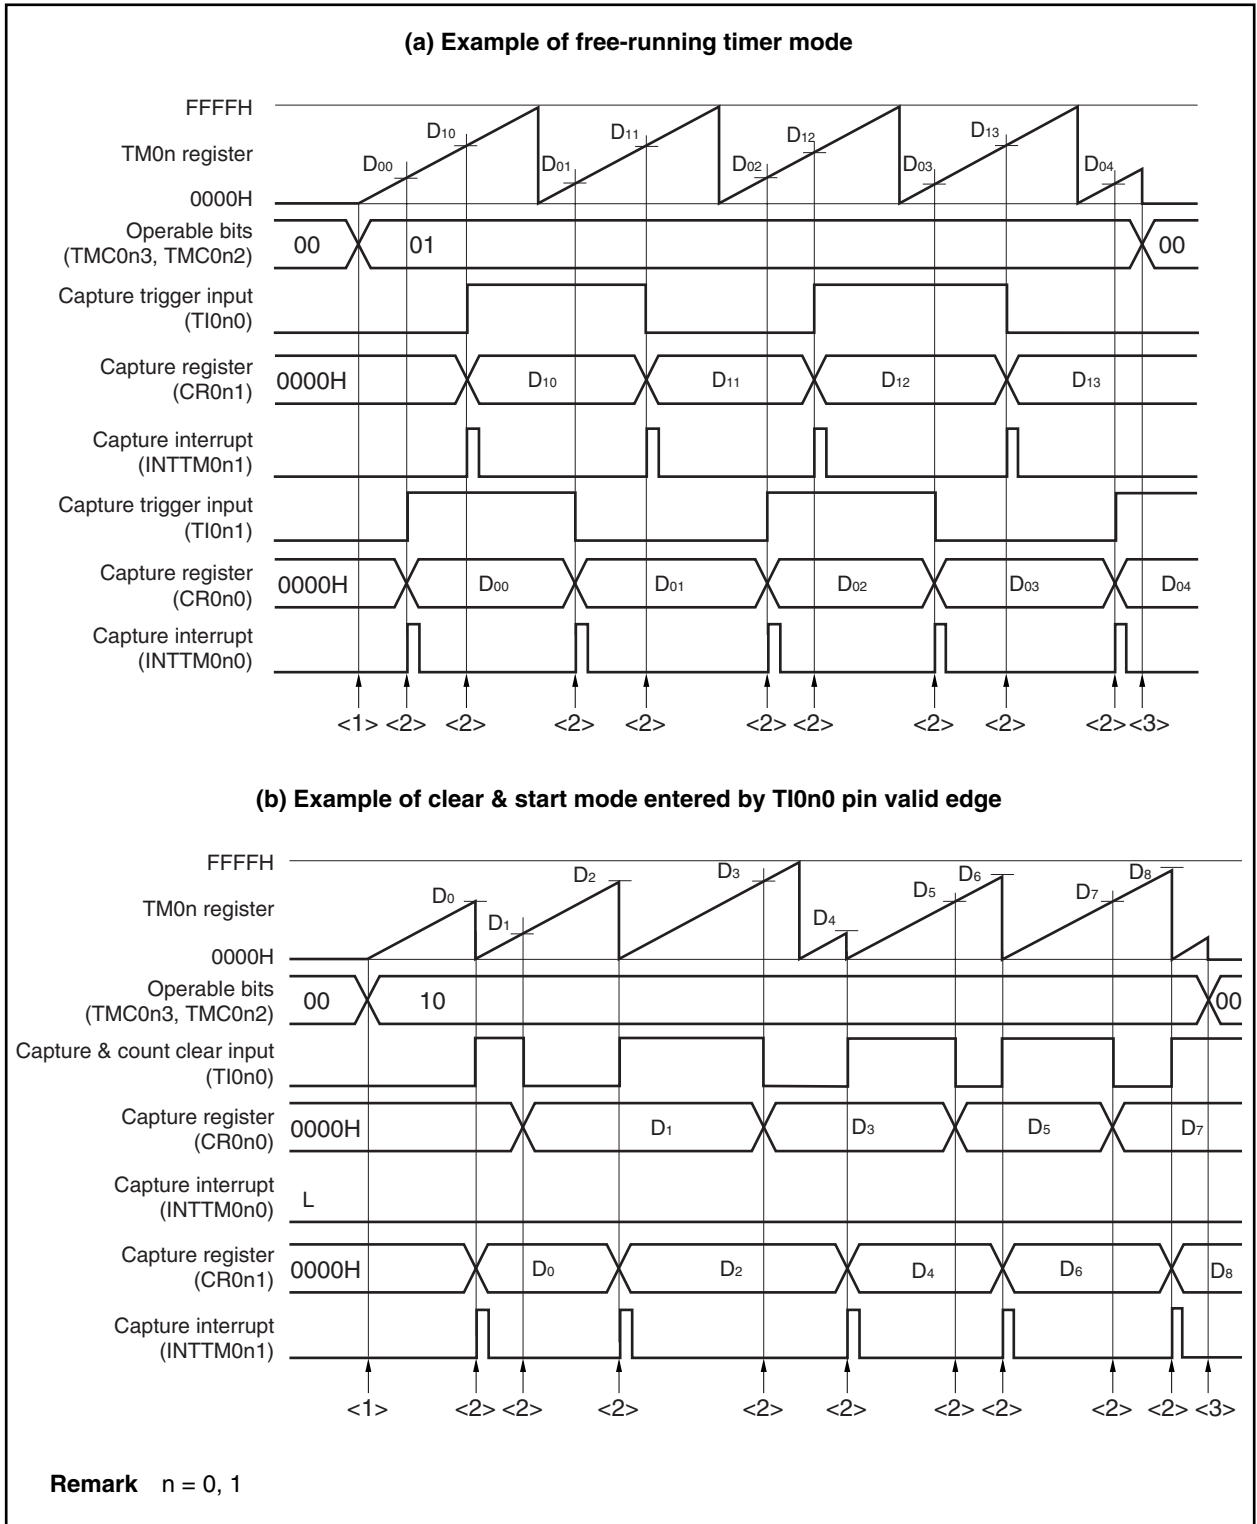 (a) Example of free-running timer mode
FFFFH
TM0n register
0000H
D10
D11
D12
D13
D00
D01
D02
D03
D04
Operable bits
(TMC0n3, TMC0n2)
00
01
00
Capture trigger input
(TI0n0)
Capture register
(CR0n1)
0000H
D10
D11
D12
D13
Capture interrupt
(INTTM0n1)
Capture trigger input
(TI0n1)
Capture register
(CR0n0)
0000H
D00
D01
D02
D03
D04
Capture interrupt
(INTTM0n0)
<1> <2> <2> <2> <2> <2> <2> <2> <2> <2> <3>
(b) Example of clear & start mode entered by TI0n0 pin valid edge
FFFFH
TM0n register
0000H
D0
D1
D2
D3
D4
D5
D6
D7
D8
Operable bits
(TMC0n3, TMC0n2)
00
10
00
Capture & count clear input
(TI0n0)
Capture register
(CR0n0)
0000H
D1
D3
D5
D7
Capture interrupt
(INTTM0n0)
L
Capture register
(CR0n1)
0000H
D0
D2
D4
D6
D8
Capture interrupt
(INTTM0n1)
<1> <2> <2> <2> <2> <2> <2> <2> <2> <2> <3>
Remark n = 0, 1